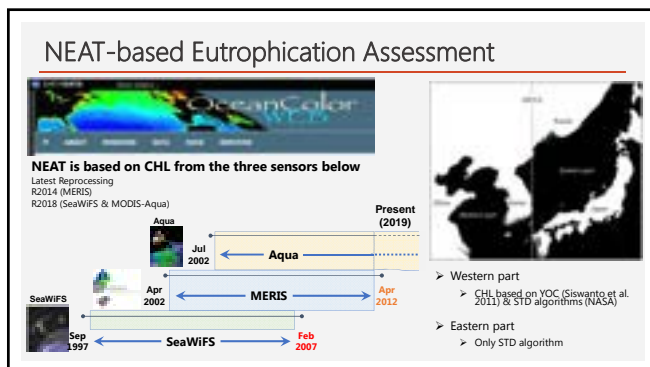 NEAT-based Eutrophication Assessment
OceanColor
WEB
NEAT is based on CHL from the three sensors below
Latest Reprocessing
R2014 (MERIS)
R2018 (SeaWiFS & MODIS-Aqua)
Present
(2019)
Aqua
Jul
2002
Aqua
Apr
2002
MERIS
Apr
2012
SeaWiFS
Sep
1997
SeaWiFS
Feb
2007
Western part
CHL based on YOC (Siswanto et al.
2011) & STD algorithms (NASA)
Eastern part
Only STD algorithm